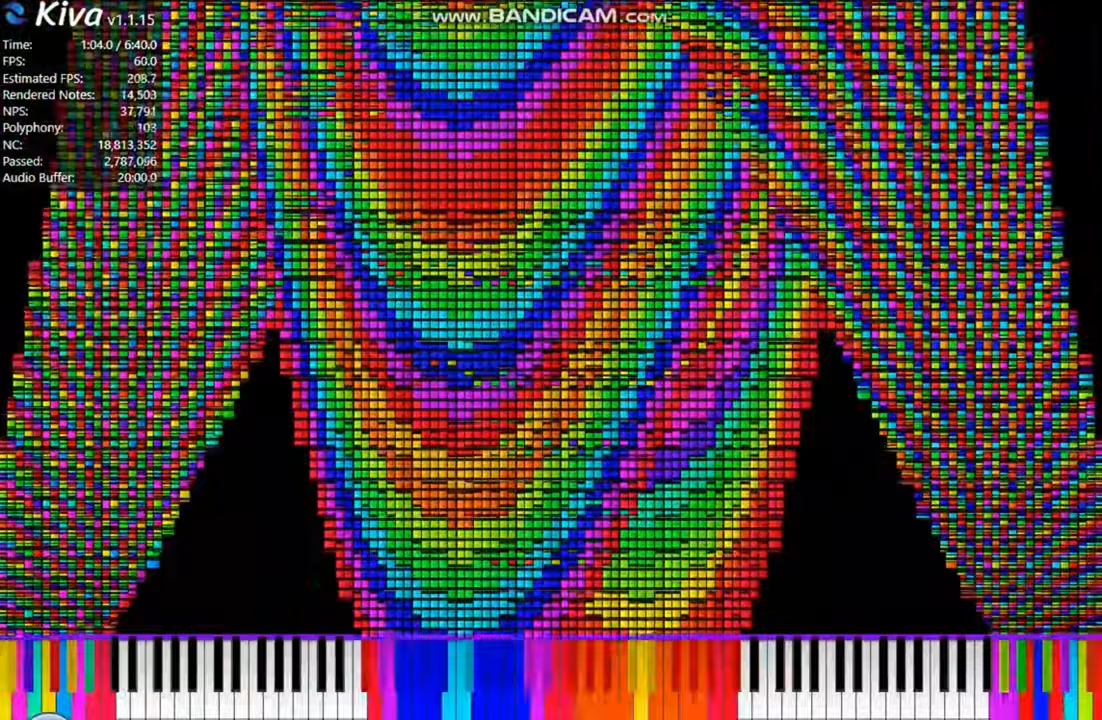 Kiva v1.1.15
www.BANDICAM.com
Time: 1:04.0 / 6:40.0
FPS: 60.0
Estimated FPS: 208.7
Rendered Notes: 14,503
NPS: 37,791
Polyphony: 103
NC: 18,813,352
Passed: 2,787,096
Audio Buffer: 20:00.0